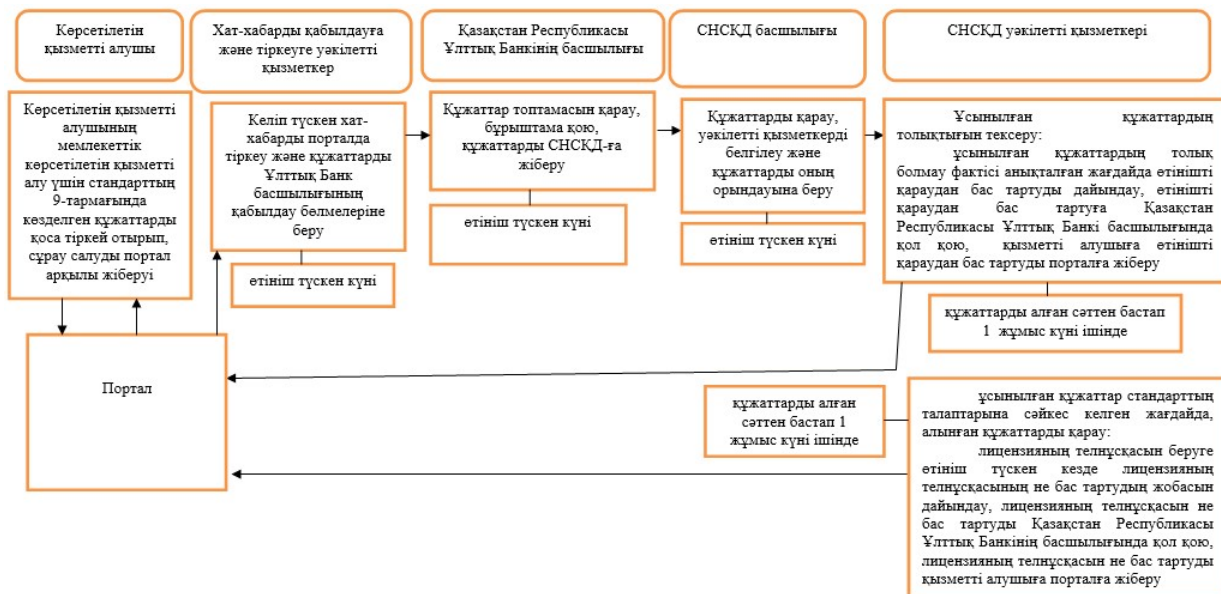 Көрсетілетін
қызметті алушы
Хат-хабарды қабылдауға
және тіркеуге уәкілетті
қызметкер
Қазақстан Республикасы
Ұлттық Банкінің басшылығы
СНСҚД басшылығы
СНСҚД уәкілетті қызметкері
Көрсетілетін қызметті
алушының
мемлекеттік
көрсетілетін қызметті
алу үшін стандарттың
9-тармағында
көзделген құжаттарды
қоса тіркей отырып,
сұрау салуды портал
арқылы жіберуі
Келіп түскен хат-
хабарды порталда
тіркеу және құжаттарды
Ұлттық Банк
басшылығының
қабылдау бөлмелеріне
беру
өтініш түскен күні
Құжаттар топтамасын қарау,
бұрыштама қою,
құжаттарды СНСҚД-ға
жіберу
өтініш түскен күні
Құжаттарды қарау,
уәкілетті қызметкерді
белгілеу және
құжаттарды оның
орындауына беру
өтініш түскен күні
Ұсынылған құжаттардың
толықтығын тексеру:
ұсынылған құжаттардың толық
болмау фактісі анықталған жағдайда өтінішті
қараудан бас тартуды дайындау, өтінішті
қараудан бас тартуға Қазақстан
Республикасы Ұлттық Банкі басшылығында
қол қою, қызметті алушыға өтінішті
қараудан бас тартуды порталға жіберу
құжаттарды алған сәттен бастап
1 жұмыс күні ішінде
Портал
құжаттарды алған
сәттен бастап 1
жұмыс күні ішінде
ұсынылған құжаттар стандарттың
талаптарына сәйкес келген жағдайда,
алынған құжаттарды қарау:
лицензияның телнұсқасын беруге
өтініш түскен кезде лицензияның
телнұсқасының не бас тартудың жобасын
дайындау, лицензияның телнұсқасын не
бас тартуды Қазақстан Республикасы
Ұлттық Банкінің басшылығында қол қою,
лицензияның телнұсқасын не бас тартуды
қызметті алушыға порталға жіберу